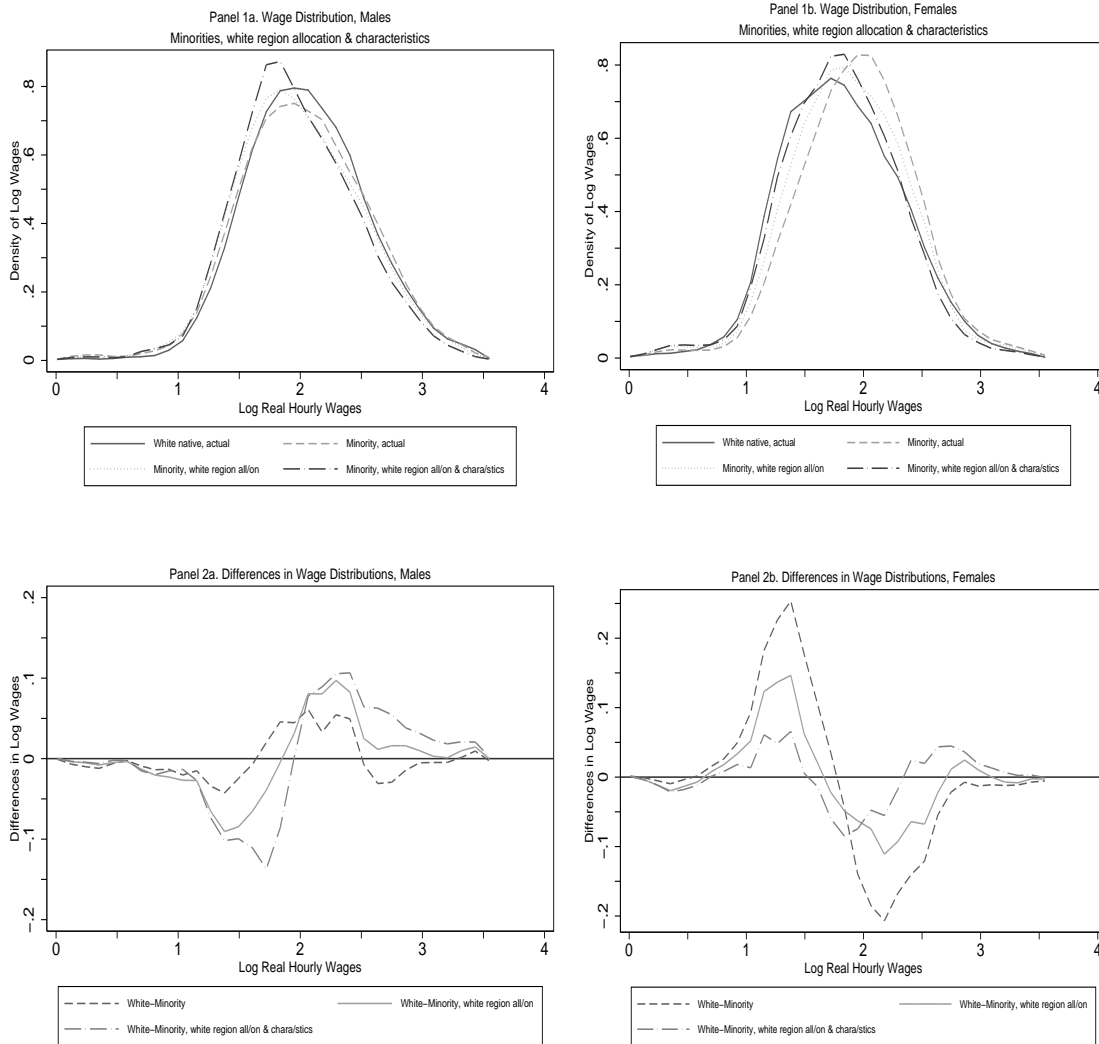 Panel 1a. Wage Distribution, Males
Minorities, white region allocation & characteristics
Density of Log Wages
0 .2 .4 .6 .8
0 1 2 3 4
Log Real Hourly Wages
White native, actual
Minority, actual
Minority, white region all/on
Minority, white region all/on & chara/stics
Panel 1b. Wage Distribution, Females
Minorities, white region allocation & characteristics
Density of Log Wages
0 .2 .4 .6 .8
0 1 2 3 4
Log Real Hourly Wages
White native, actual
Minority, actual
Minority, white region all/on
Minority, white region all/on & chara/stics
Panel 2a. Differences in Wage Distributions, Males
Differences in Log Wages
−.2 −.1 0 .1 .2
0 1 2 3 4
Log Real Hourly Wages
White−Minority
White−Minority, white region all/on
White−Minority, white region all/on & chara/stics
Panel 2b. Differences in Wage Distributions, Females
Differences in Log Wages
−.2 −.1 0 .1 .2
0 1 2 3 4
Log Real Hourly Wages
White−Minority
White−Minority, white region all/on
White−Minority, white region all/on & chara/stics